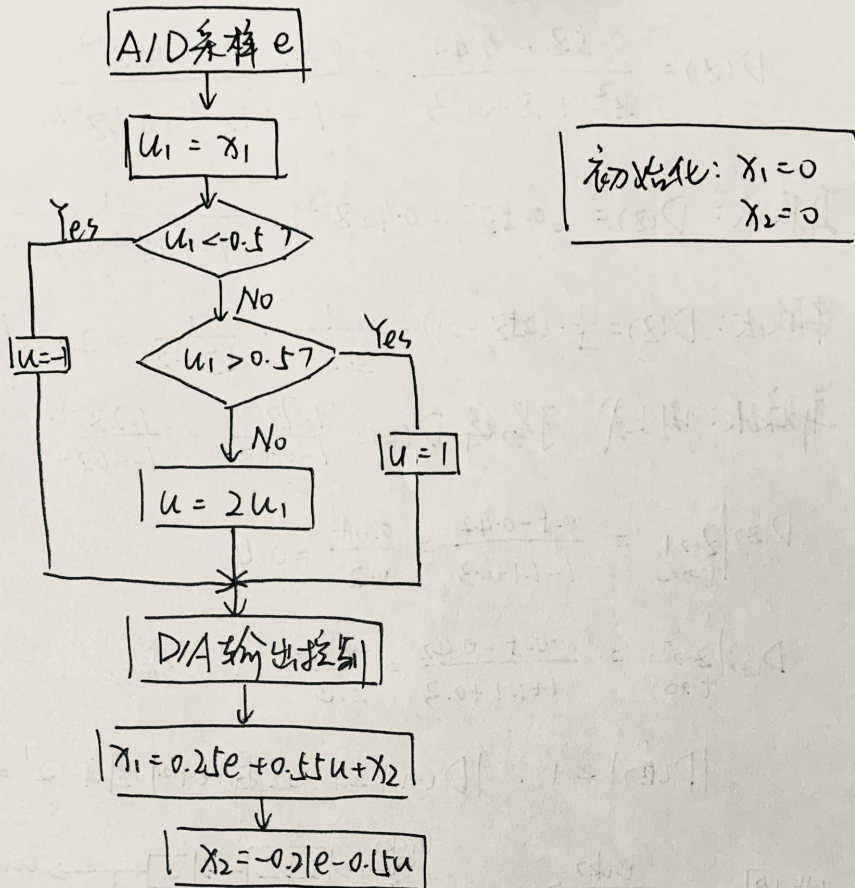 A/D采样 e
u₁ = x₁
初始化: x₁=0
x₂=0
Yes
u₁<-0.5?
No
u=-1
Yes
u₁>0.5?
No
u=1
u = 2u₁
D/A输出控制
x₁=0.25e+0.55u+x₂
x₂=-0.21e-0.15u